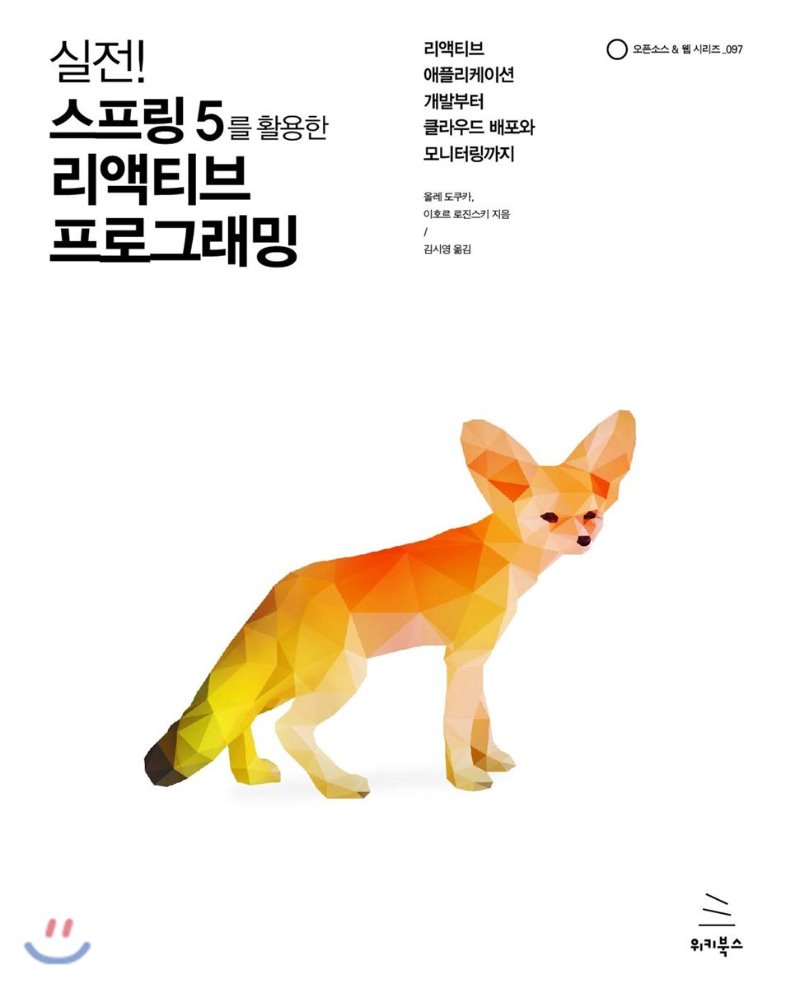 실전!
스프링 5를 활용한
리액티브
프로그래밍
리액티브
애플리케이션
개발부터
클라우드 배포와
모니터링까지
올레 도쿠카,
이호르 로진스키 지음
/
김시영 옮김
오픈소스 & 웹 시리즈 _097
위키북스